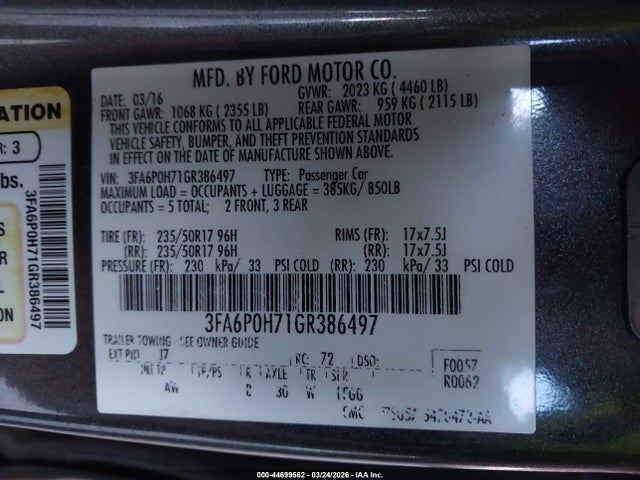 MFD. BY FORD MOTOR CO.
DATE: 03/16 GVWR: 2023 KG ( 4460 LB)
FRONT GAWR: 1068 KG ( 2355 LB) REAR GAWR: 959 KG ( 2115 LB)
THIS VEHICLE CONFORMS TO ALL APPLICABLE FEDERAL MOTOR
VEHICLE SAFETY, BUMPER, AND THEFT PREVENTION STANDARDS
IN EFFECT ON THE DATE OF MANUFACTURE SHOWN ABOVE.
VIN: 3FA6P0H71GR386497 TYPE: Passenger Car
MAXIMUM LOAD = OCCUPANTS + LUGGAGE = 385KG/ 850LB
OCCUPANTS = 5 TOTAL; 2 FRONT, 3 REAR
TIRE (FR): 235/50R17 96H RIMS (FR): 17x7.5J
(RR): 235/50R17 96H (RR): 17x7.5J
PRESSURE (FR): 230 kPa/ 33 PSI COLD (RR): 230 kPa/ 33 PSI COLD
3FA6P0H71GR386497
TRAILER TOWING - SEE OWNER GUIDE
EXT PNT: RC: 72 DSO: F0057
R0062
AW B 30 W
ATION
R: 3
bs.
3FA6P0H71GR386497
000-44699562 - 03/24/2026 - IAA Inc.